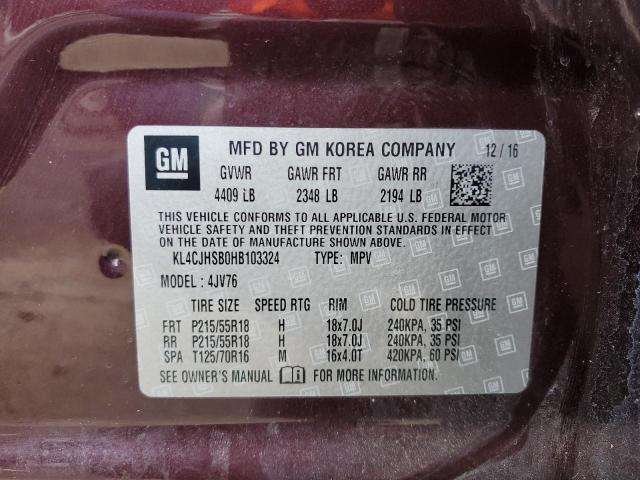 GM
MFD BY GM KOREA COMPANY 12/16
GVWR GAWR FRT GAWR RR
4409 LB 2348 LB 2194 LB
THIS VEHICLE CONFORMS TO ALL APPLICABLE U.S. FEDERAL MOTOR
VEHICLE SAFETY AND THEFT PREVENTION STANDARDS IN EFFECT
ON THE DATE OF MANUFACTURE SHOWN ABOVE.
KL4CJHSB0HB103324 TYPE: MPV
MODEL : 4JV76
TIRE SIZE SPEED RTG RIM COLD TIRE PRESSURE
FRT P215/55R18 H 18x7.0J 240KPA, 35 PSI
RR P215/55R18 H 18x7.0J 240KPA, 35 PSI
SPA T125/70R16 M 16x4.0T 420KPA, 60 PSI
SEE OWNER'S MANUAL FOR MORE INFORMATION.